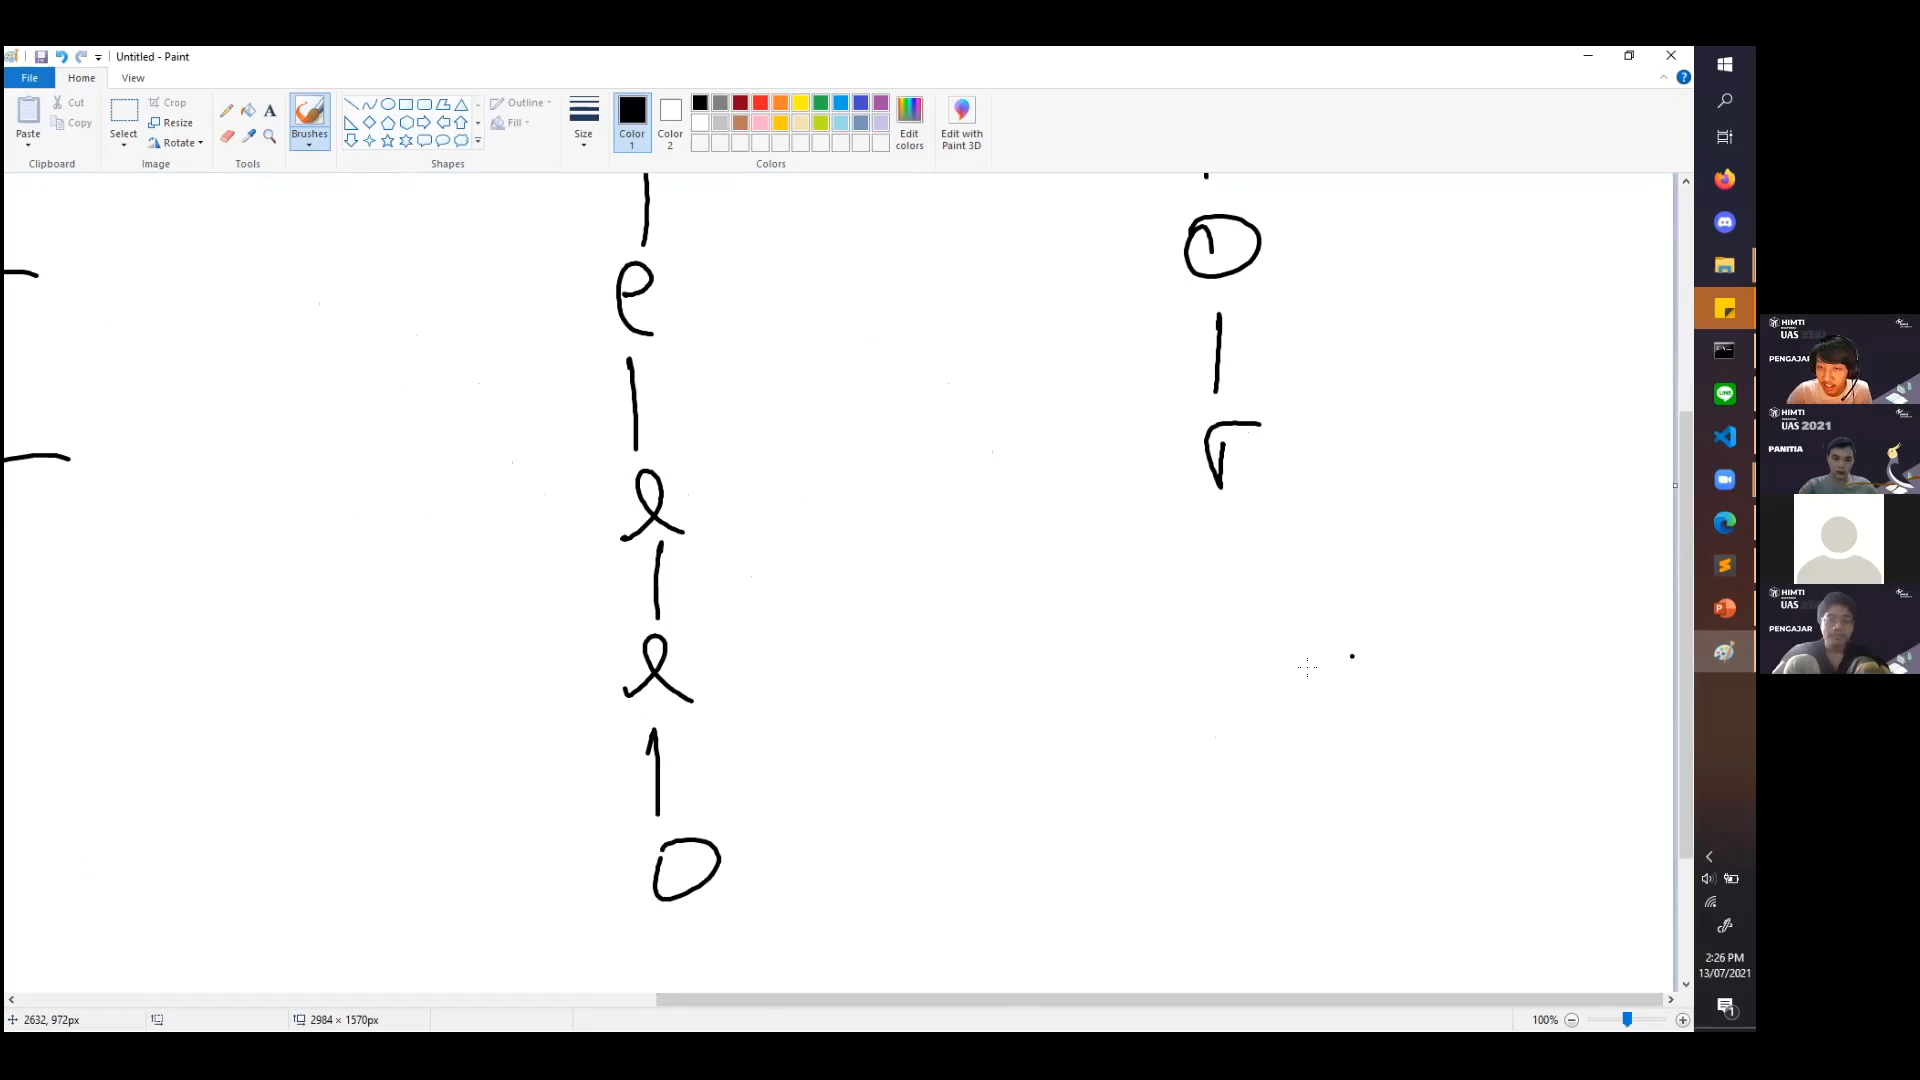 Untitled - Paint
File Home View
Paste
Cut
Copy
Clipboard
Select
Crop
Resize
Rotate
Image
Tools
Brushes
Shapes
Outline
Fill
Size
Color 1
Color 2
Colors
Edit colors
Edit with Paint 3D
e
l
l
o
o
r
HIMTI
UAS
PENGAJAR
HIMTI
UAS 2021
PANITIA
HIMTI
UAS
PENGAJAR
2:26 PM
13/07/2021
1
2632, 972px
2984 × 1570px
100%